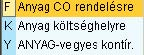 F Anyag CO rendelésre
K Anyag költséghelyre
Y ANYAG-vegyes kontír.